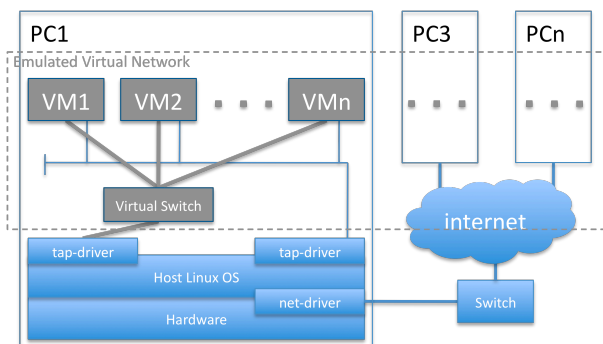 PC1
PC3
PCn
Emulated Virtual Network
VM1
VM2
VMn
Virtual Switch
internet
tap-driver
tap-driver
Host Linux OS
net-driver
Switch
Hardware